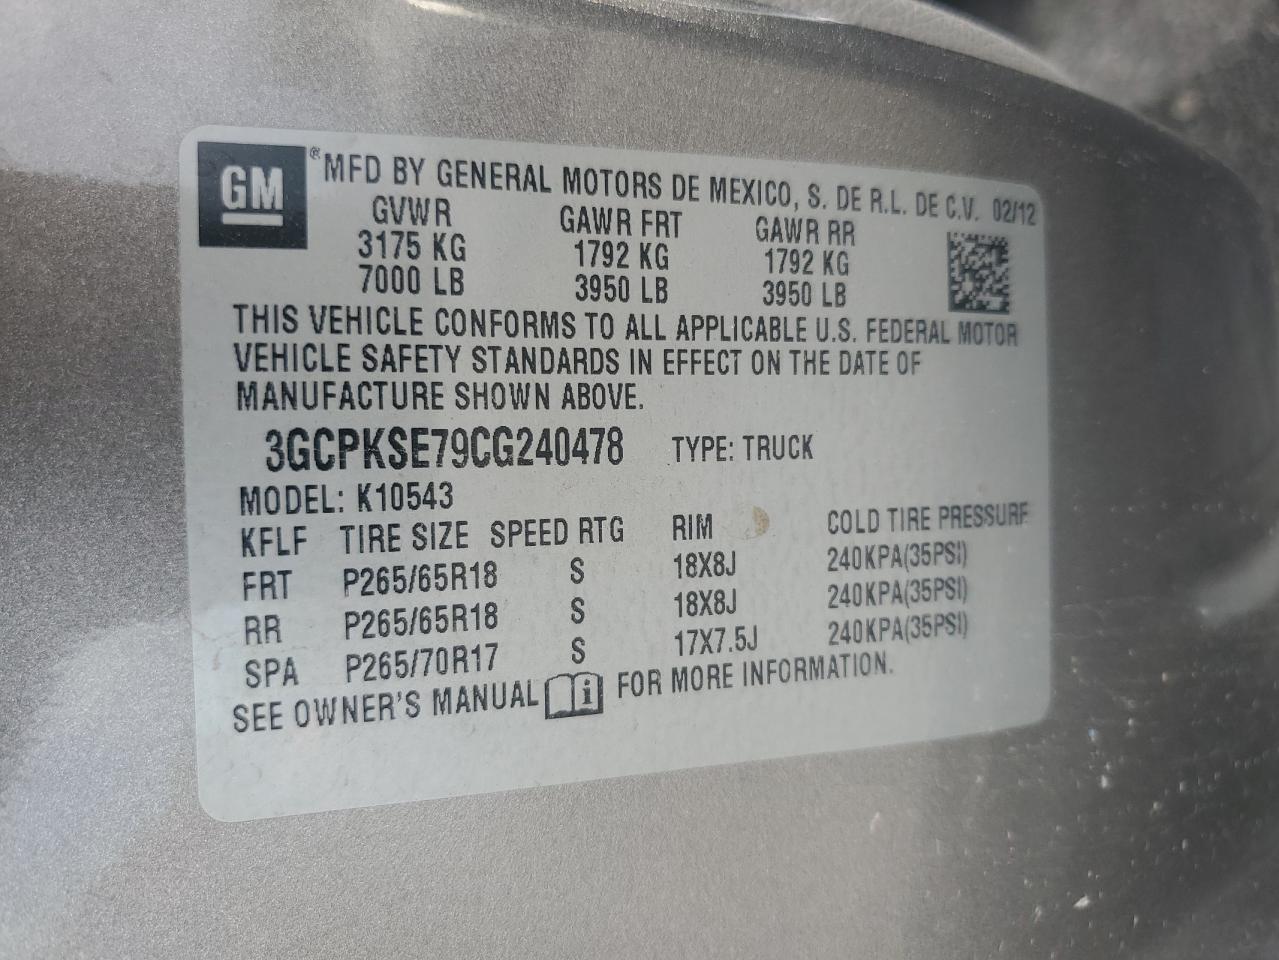 GM ® MFD BY GENERAL MOTORS DE MEXICO, S. DE R.L. DE C.V. 02/12
GVWR GAWR FRT GAWR RR
3175 KG 1792 KG 1792 KG
7000 LB 3950 LB 3950 LB
THIS VEHICLE CONFORMS TO ALL APPLICABLE U.S. FEDERAL MOTOR
VEHICLE SAFETY STANDARDS IN EFFECT ON THE DATE OF
MANUFACTURE SHOWN ABOVE.
3GCPKSE79CG240478 TYPE: TRUCK
MODEL: K10543
KFLF TIRE SIZE SPEED RTG RIM COLD TIRE PRESSURE
FRT P265/65R18 S 18X8J 240KPA(35PSI)
RR P265/65R18 S 18X8J 240KPA(35PSI)
SPA P265/70R17 S 17X7.5J 240KPA(35PSI)
SEE OWNER'S MANUAL i FOR MORE INFORMATION.